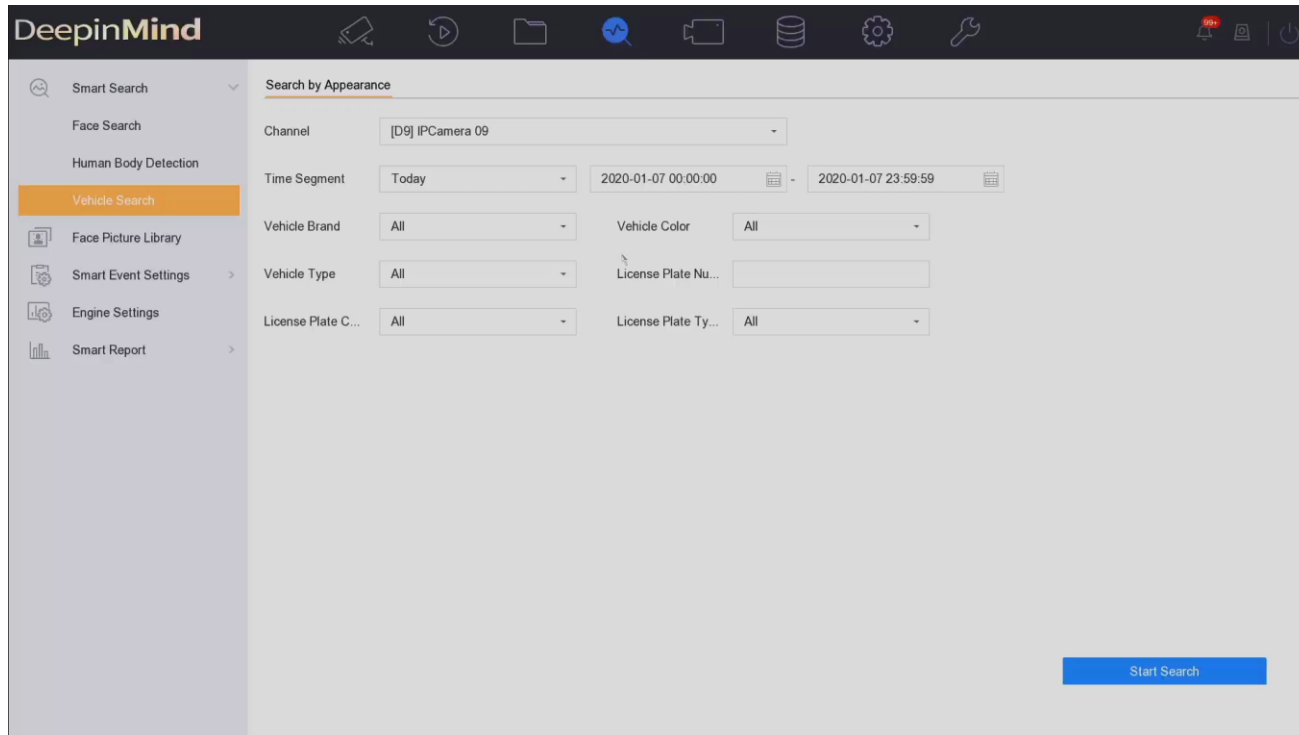 DeepinMind
99+
Smart Search
Face Search
Human Body Detection
Vehicle Search
Face Picture Library
Smart Event Settings
Engine Settings
Smart Report
Search by Appearance
Channel [D9] IPCamera 09
Time Segment Today 2020-01-07 00:00:00 - 2020-01-07 23:59:59
Vehicle Brand All Vehicle Color All
Vehicle Type All License Plate Nu...
License Plate C... All License Plate Ty... All
Start Search